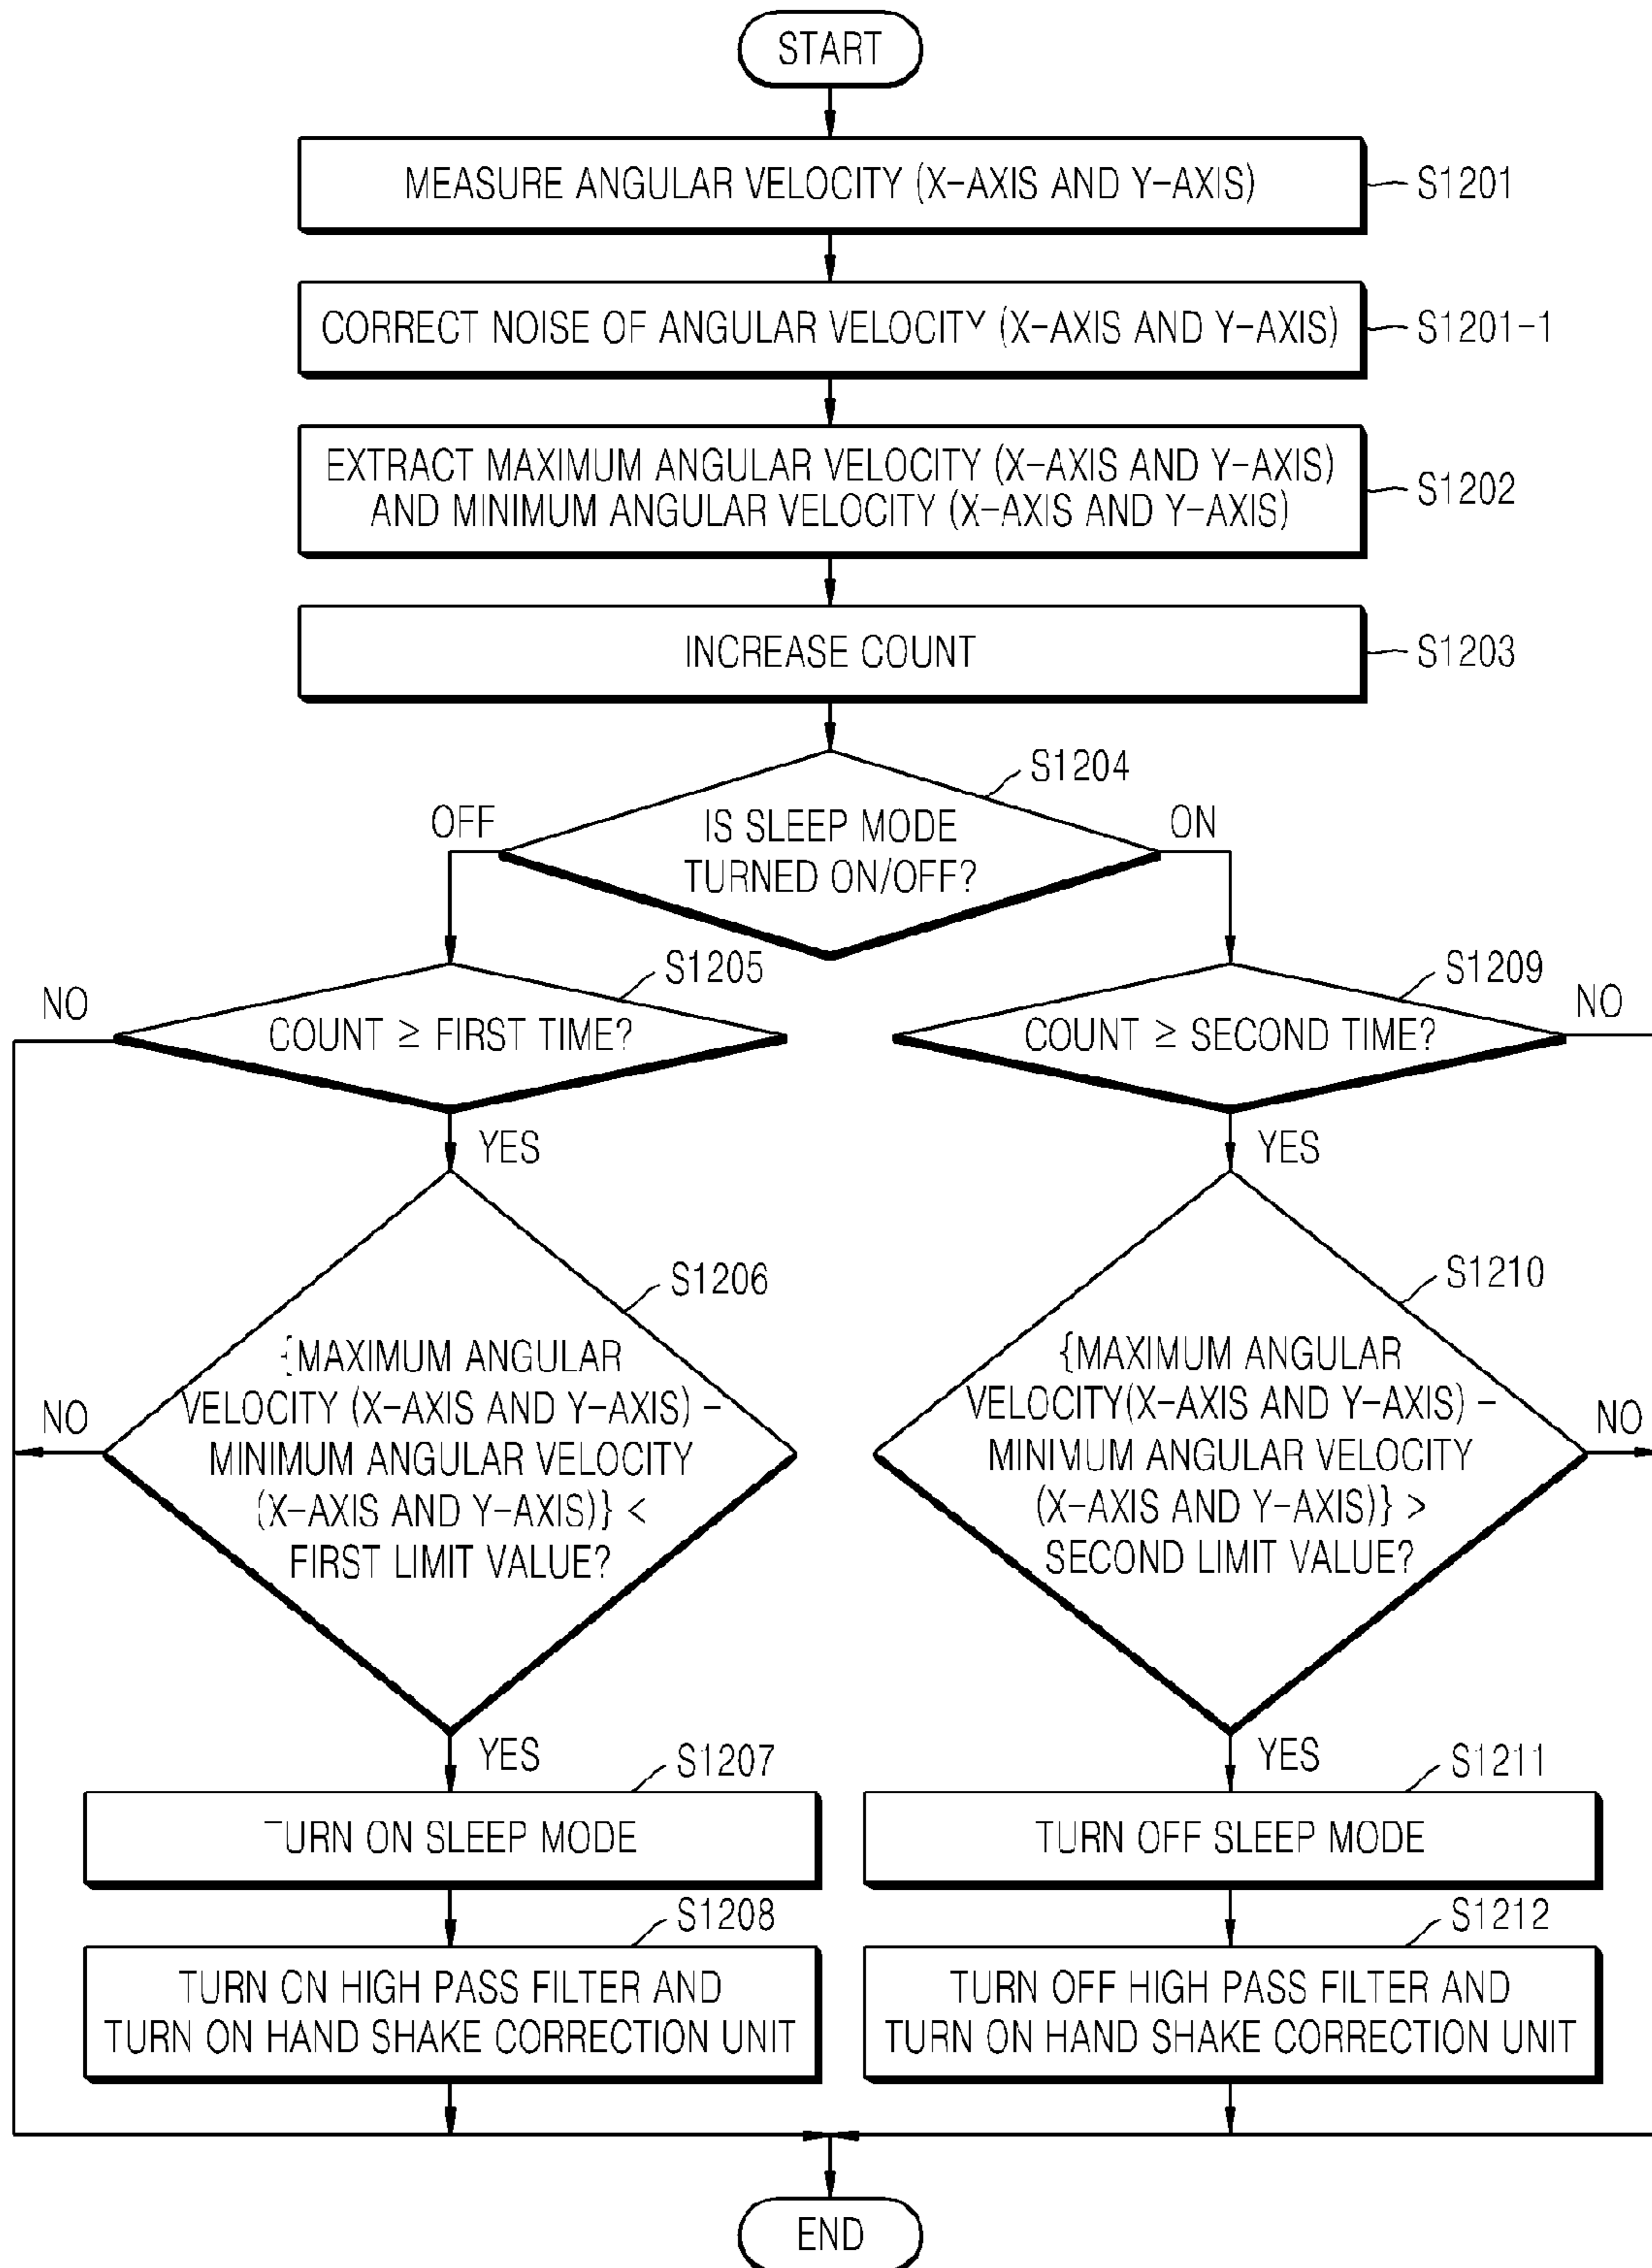 START
MEASURE ANGULAR VELOCITY (X-AXIS AND Y-AXIS)
S1201
CORRECT NOISE OF ANGULAR VELOCITY (X-AXIS AND Y-AXIS)
S1201-1
EXTRACT MAXIMUM ANGULAR VELOCITY (X-AXIS AND Y-AXIS)
AND MINIMUM ANGULAR VELOCITY (X-AXIS AND Y-AXIS)
S1202
INCREASE COUNT
S1203
S1204
IS SLEEP MODE
TURNED ON/OFF?
OFF
ON
S1205
COUNT ≥ FIRST TIME?
NO
YES
S1209
COUNT ≥ SECOND TIME?
NO
YES
S1206
{MAXIMUM ANGULAR
VELOCITY (X-AXIS AND Y-AXIS) –
MINIMUM ANGULAR VELOCITY
(X-AXIS AND Y-AXIS)} <
FIRST LIMIT VALUE?
NO
YES
S1210
{MAXIMUM ANGULAR
VELOCITY(X-AXIS AND Y-AXIS) –
MINIMUM ANGULAR VELOCITY
(X-AXIS AND Y-AXIS)} >
SECOND LIMIT VALUE?
NO
YES
S1207
TURN ON SLEEP MODE
S1211
TURN OFF SLEEP MODE
S1208
TURN ON HIGH PASS FILTER AND
TURN ON HAND SHAKE CORRECTION UNIT
S1212
TURN OFF HIGH PASS FILTER AND
TURN ON HAND SHAKE CORRECTION UNIT
END